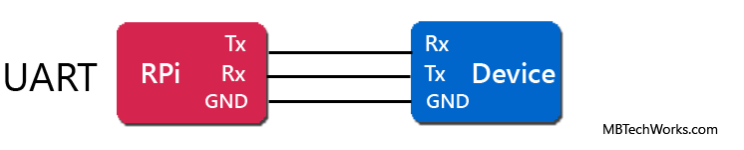 UART
RPi
Tx
Rx
GND
Rx
Tx
GND
Device
MBTechWorks.com